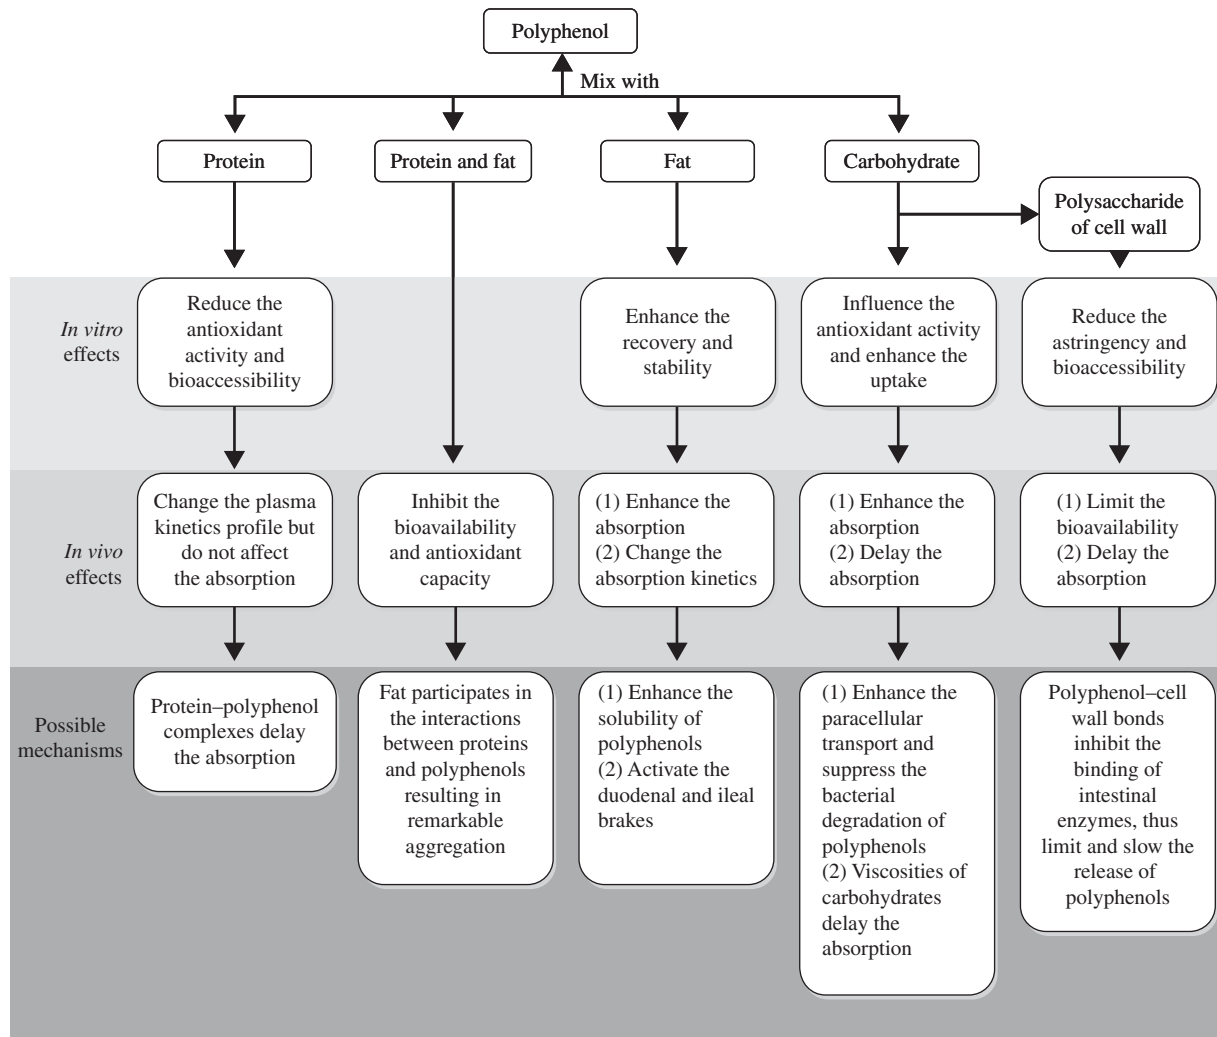 Polyphenol
Mix with
Protein
Protein and fat
Fat
Carbohydrate
Polysaccharide
of cell wall
In vitro
effects
Reduce the
antioxidant
activity and
bioaccessibility
Enhance the
recovery and
stability
Influence the
antioxidant activity
and enhance the
uptake
Reduce the
astringency and
bioaccessibility
In vivo
effects
Change the plasma
kinetics profile but
do not affect
the absorption
Inhibit the
bioavailability
and antioxidant
capacity
(1) Enhance the
absorption
(2) Change the
absorption kinetics
(1) Enhance the
absorption
(2) Delay the
absorption
(1) Limit the
bioavailability
(2) Delay the
absorption
Possible
mechanisms
Protein–polyphenol
complexes delay
the absorption
Fat participates in
the interactions
between proteins
and polyphenols
resulting in
remarkable
aggregation
(1) Enhance the
solubility of
polyphenols
(2) Activate the
duodenal and ileal
brakes
(1) Enhance the
paracellular
transport and
suppress the
bacterial
degradation of
polyphenols
(2) Viscosities of
carbohydrates
delay the
absorption
Polyphenol–cell
wall bonds
inhibit the
binding of
intestinal
enzymes, thus
limit and slow the
release of
polyphenols